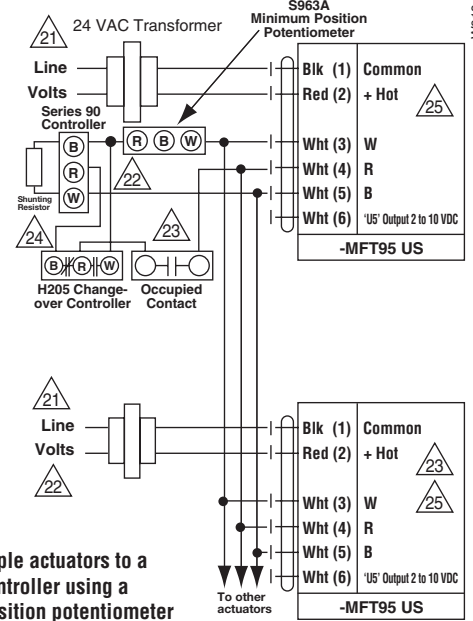 S963A
Minimum Position
Potentiometer
21
24 VAC Transformer
Line
Volts
Blk (1) Common
Red (2) + Hot
25
Series 90
Controller
B
R
W
R B W
22
Wht (3) W
Wht (4) R
Wht (5) B
Wht (6) 'U5' Output 2 to 10 VDC
-MFT95 US
Shunting
Resistor
24
23
B R W
H205 Change-
over Controller
Occupied
Contact
21
Line
Volts
22
Blk (1) Common
Red (2) + Hot
23
25
Wht (3) W
Wht (4) R
Wht (5) B
Wht (6) 'U5' Output 2 to 10 VDC
-MFT95 US
To other
actuators
ple actuators to a
ntroller using a
sition potentiometer